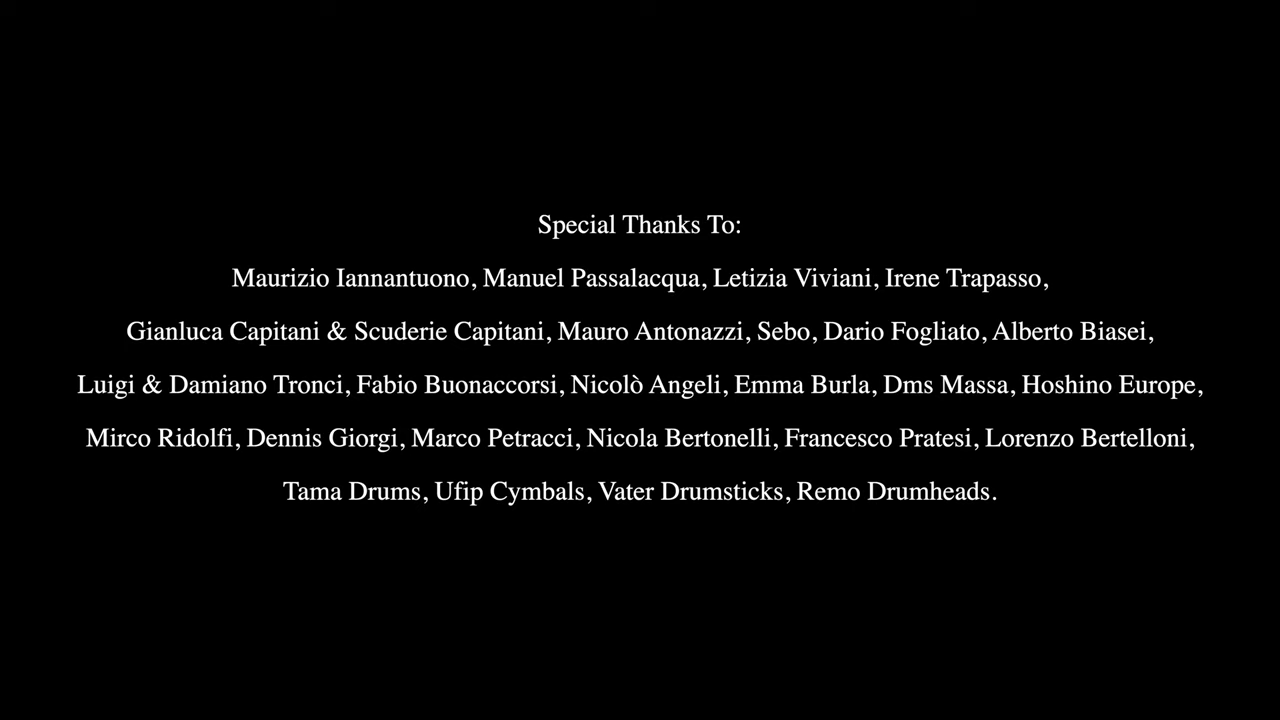 Special Thanks To:
Maurizio Iannantuono, Manuel Passalacqua, Letizia Viviani, Irene Trapasso,
Gianluca Capitani & Scuderie Capitani, Mauro Antonazzi, Sebo, Dario Fogliato, Alberto Biasei,
Luigi & Damiano Tronci, Fabio Buonaccorsi, Nicolò Angeli, Emma Burla, Dms Massa, Hoshino Europe,
Mirco Ridolfi, Dennis Giorgi, Marco Petracci, Nicola Bertonelli, Francesco Pratesi, Lorenzo Bertelloni,
Tama Drums, Ufip Cymbals, Vater Drumsticks, Remo Drumheads.